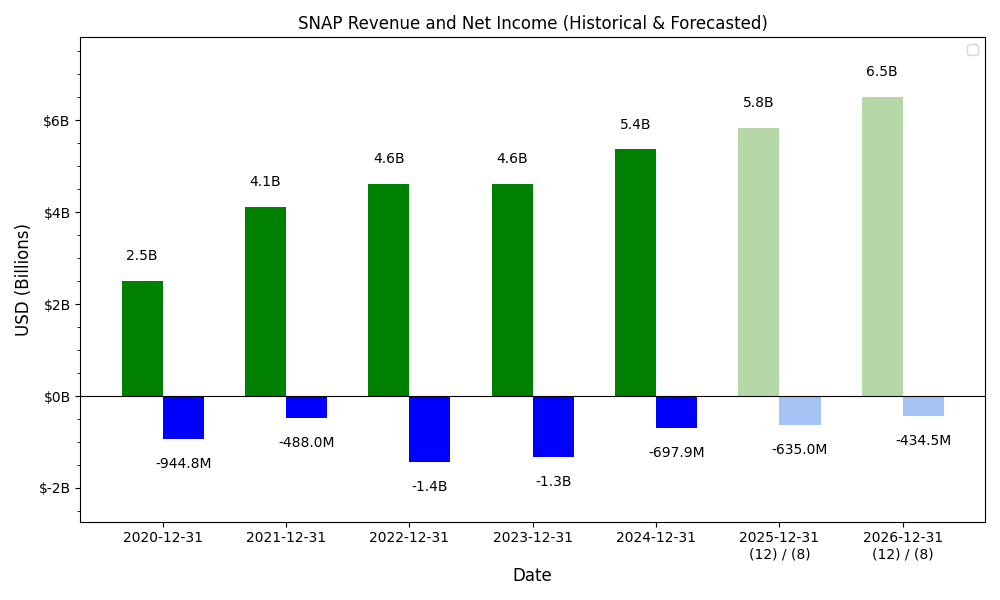 SNAP Revenue and Net Income (Historical & Forecasted)
6.5B
5.8B
5.4B
4.6B
4.6B
4.1B
2.5B
$6B
$4B
$2B
$0B
$-2B
USD (Billions)
-944.8M
-488.0M
-1.4B
-1.3B
-697.9M
-635.0M
-434.5M
2020-12-31
2021-12-31
2022-12-31
2023-12-31
2024-12-31
2025-12-31
(12) / (8)
2026-12-31
(12) / (8)
Date